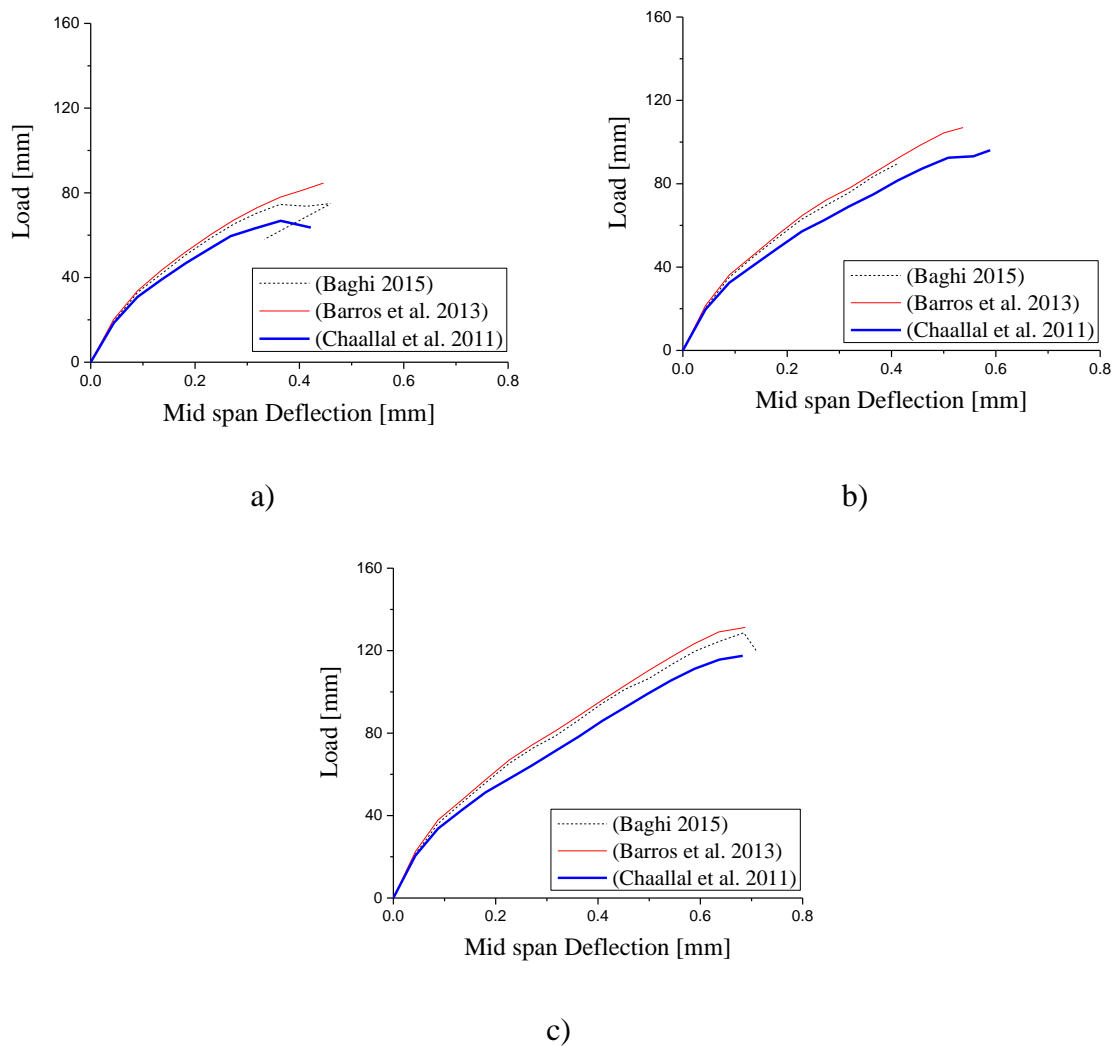 160
120
80
40
0
Load [mm]
(Baghi 2015)
(Barros et al. 2013)
(Chaallal et al. 2011)
0.0 0.2 0.4 0.6 0.8
Mid span Deflection [mm]
a)
160
120
80
40
0
Load [mm]
(Baghi 2015)
(Barros et al. 2013)
(Chaallal et al. 2011)
0.0 0.2 0.4 0.6 0.8
Mid span Deflection [mm]
b)
160
120
80
40
0
Load [mm]
(Baghi 2015)
(Barros et al. 2013)
(Chaallal et al. 2011)
0.0 0.2 0.4 0.6 0.8
Mid span Deflection [mm]
c)